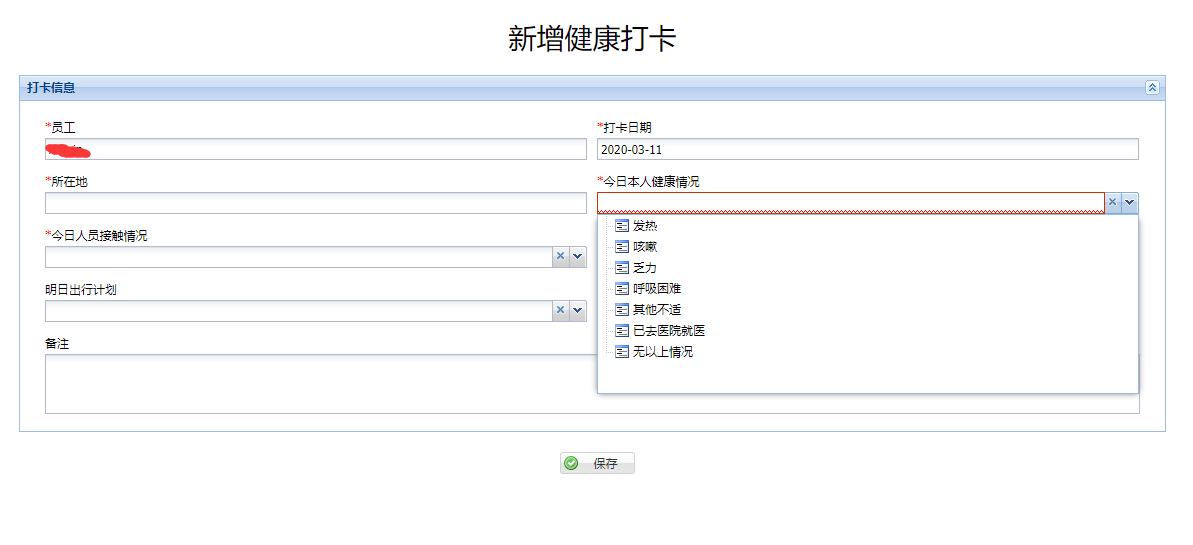 新增健康打卡
打卡信息
*员工
*打卡日期
2020-03-11
*所在地
*今日本人健康情况
发热
咳嗽
乏力
呼吸困难
其他不适
已去医院就医
无以上情况
*今日人员接触情况
明日出行计划
备注
保存